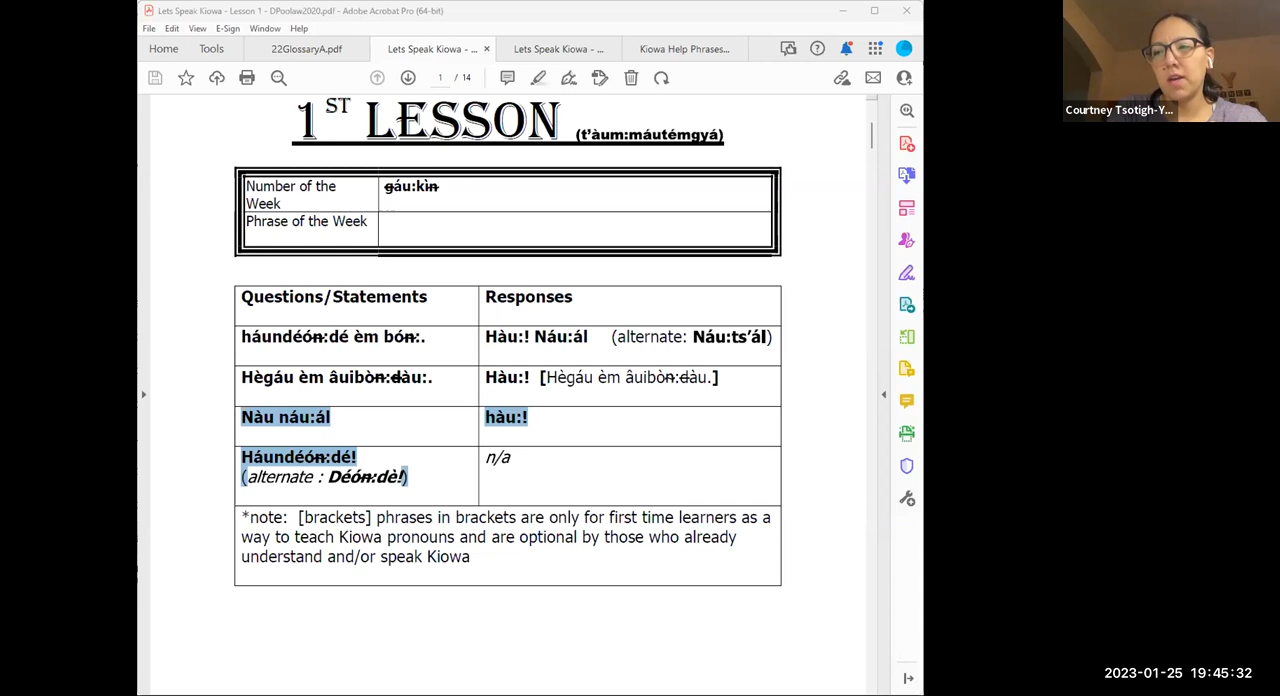 Lets Speak Kiowa - Lesson 1 - DPoolaw2020.pdf - Adobe Acrobat Pro (64-bit)
File Edit View E-Sign Window Help
Home Tools 22GlossaryA.pdf Lets Speak Kiowa - ... × Lets Speak Kiowa - ... Kiowa Help Phrases...
1 / 14
1ST LESSON (t'àum:máutémgyá)
Number of the Week g̶áu:kìn̶
Phrase of the Week
Questions/Statements Responses
háundéón̶:dé èm bón̶:. Hàu:! Náu:ál (alternate: Náu:ts'ál)
Hègáu èm âuibòn̶:d̶àu:. Hàu:! [Hègáu èm âuibòn̶:d̶àu.]
Nàu náu:ál hàu:!
Háundéón̶:dé! n/a
(alternate : Déón̶:dè!)
*note: [brackets] phrases in brackets are only for first time learners as a
way to teach Kiowa pronouns and are optional by those who already
understand and/or speak Kiowa
Courtney Tsotigh-Y...
2023-01-25 19:45:32